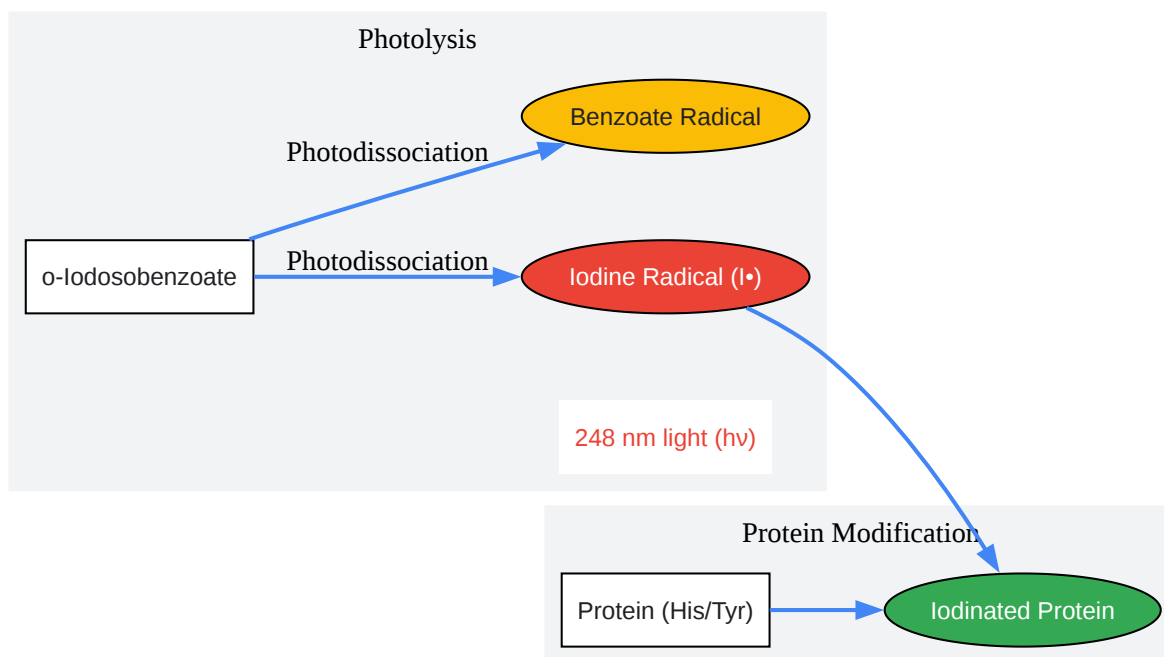 Photolysis
Benzoate Radical
Photodissociation
o-Iodosobenzoate
Photodissociation
Iodine Radical (I•)
248 nm light (hν)
Protein Modification
Protein (His/Tyr)
Iodinated Protein